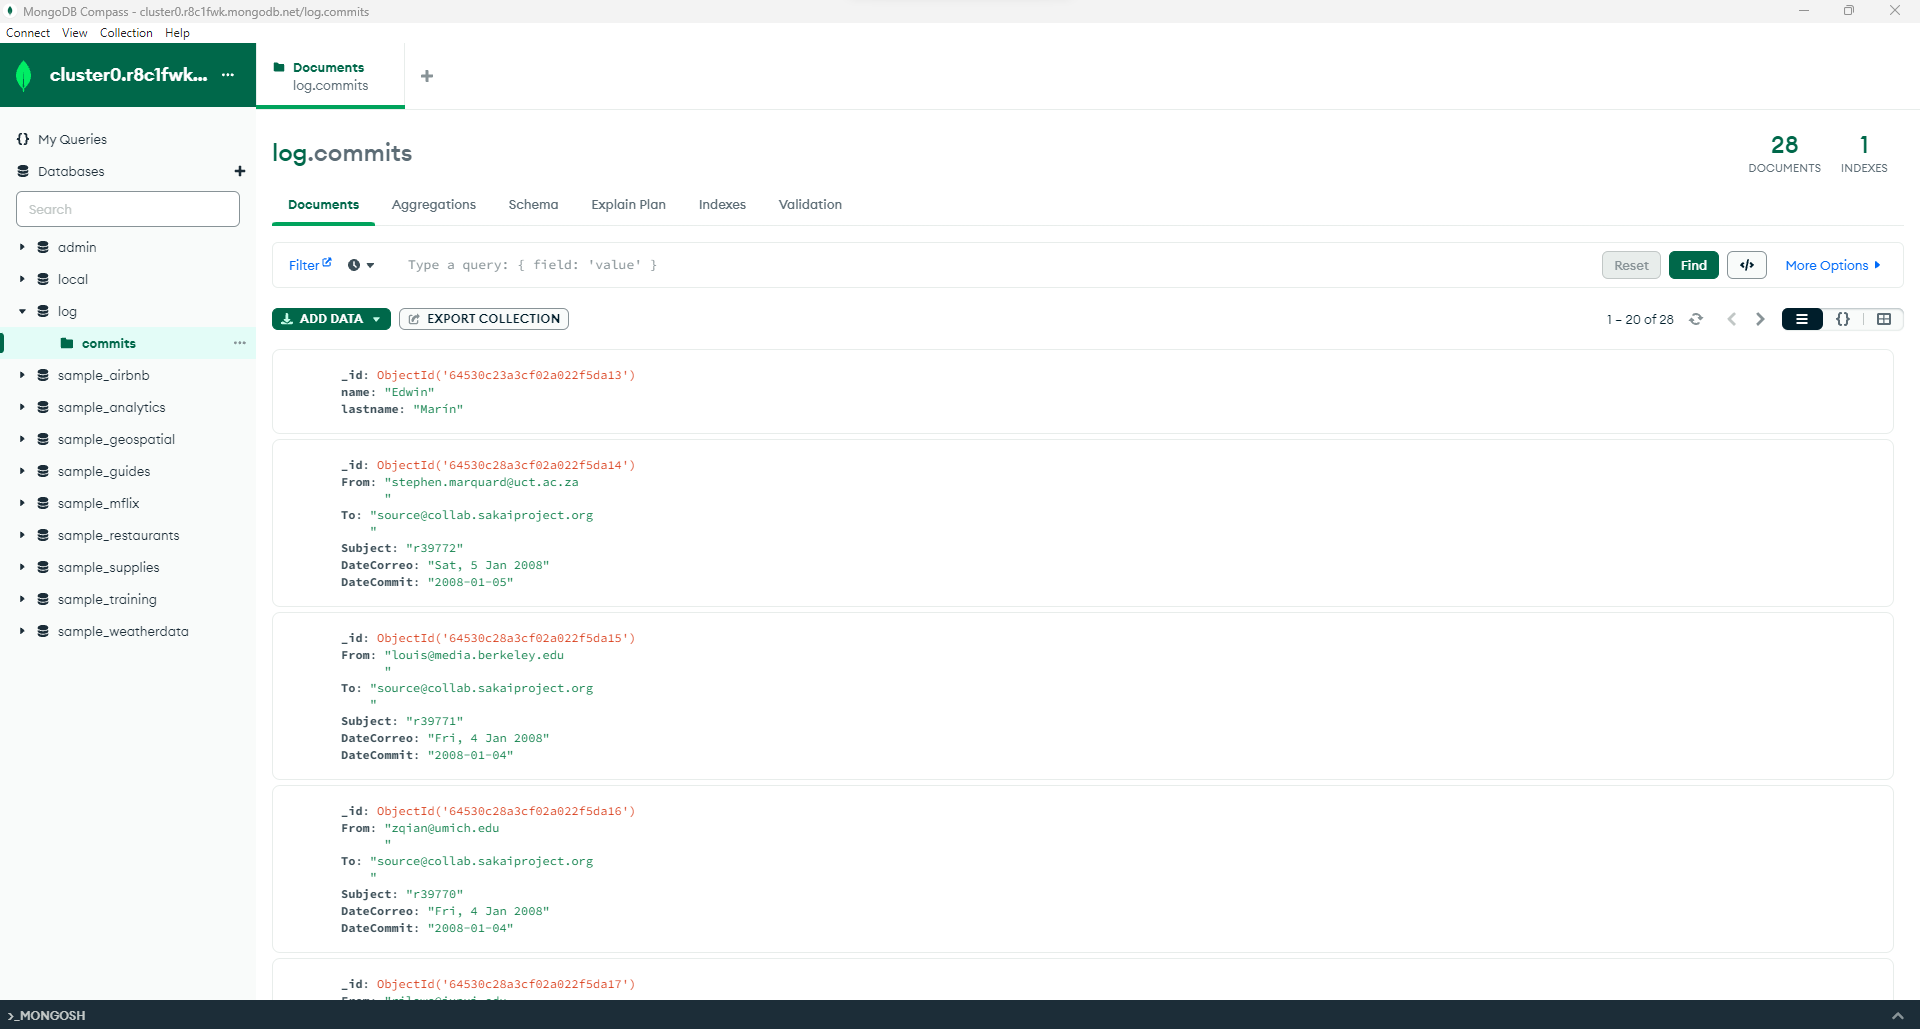 MongoDB Compass - cluster0.r8c1fwk.mongodb.net/log.commits
Connect View Collection Help
cluster0.r8c1fwk... ...
Documents
log.commits
+
{} My Queries
Databases +
Search
admin
local
log
commits ...
sample_airbnb
sample_analytics
sample_geospatial
sample_guides
sample_mflix
sample_restaurants
sample_supplies
sample_training
sample_weatherdata
log.commits
28
DOCUMENTS
1
INDEXES
Documents Aggregations Schema Explain Plan Indexes Validation
Filter Type a query: { field: 'value' } Reset Find </> More Options
ADD DATA EXPORT COLLECTION 1 – 20 of 28 {}
_id: ObjectId('64530c23a3cf02a022f5da13')
name: "Edwin"
lastname: "Marín"
_id: ObjectId('64530c28a3cf02a022f5da14')
From: "stephen.marquard@uct.ac.za
"
To: "source@collab.sakaiproject.org
"
Subject: "r39772"
DateCorreo: "Sat, 5 Jan 2008"
DateCommit: "2008-01-05"
_id: ObjectId('64530c28a3cf02a022f5da15')
From: "louis@media.berkeley.edu
"
To: "source@collab.sakaiproject.org
"
Subject: "r39771"
DateCorreo: "Fri, 4 Jan 2008"
DateCommit: "2008-01-04"
_id: ObjectId('64530c28a3cf02a022f5da16')
From: "zqian@umich.edu
"
To: "source@collab.sakaiproject.org
"
Subject: "r39770"
DateCorreo: "Fri, 4 Jan 2008"
DateCommit: "2008-01-04"
_id: ObjectId('64530c28a3cf02a022f5da17')
>_MONGOSH